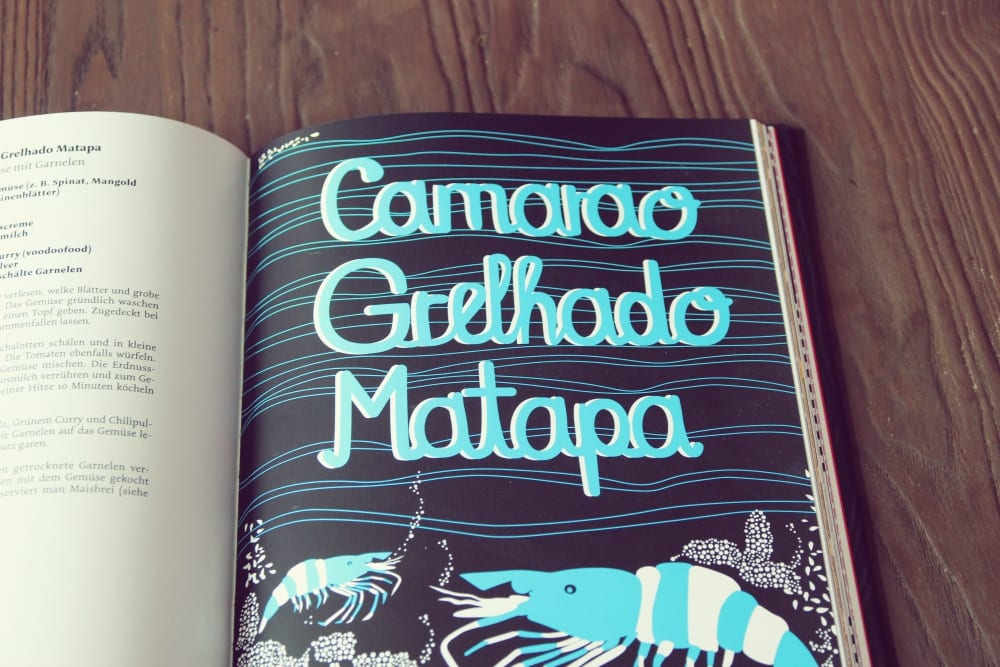 Grelhado Matapa
se mit Garnelen
müse (z. B. Spinat, Mangold
inenblätter)
screme
milch
urry (voodoofood)
lver
schälte Garnelen
verlesen, welke Blätter und grobe
Das Gemüse gründlich waschen
einen Topf geben. Zugedeckt bei
mmenfallen lassen.
chalotten schälen und in kleine
Die Tomaten ebenfalls würfeln.
Gemüse mischen. Die Erdnuss-
osmilch verrühren und zum Ge-
einer Hitze 10 Minuten köcheln
lz, Grünem Curry und Chilipul-
ie Garnelen auf das Gemüse le-
urz garen.
en getrocknete Garnelen ver-
en mit dem Gemüse gekocht
serviert man Maisbrei (siehe
Camarao
Grelhado
Matapa